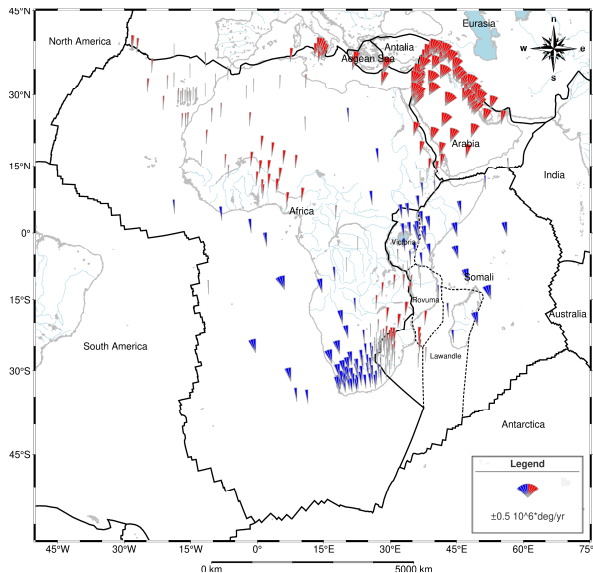 45°N
30°N
15°N
0°
15°S
30°S
45°S
North America
Eurasia
n
w
e
s
Antalia
Aegean Sea
Arabia
India
Africa
Victoria
Somali
Rovuma
Australia
South America
Lawandle
Antarctica
Legend
±0.5 10^6*deg/yr
45°W 30°W 15°W 0° 15°E 30°E 45°E 60°E 75°E
0 km 5000 km